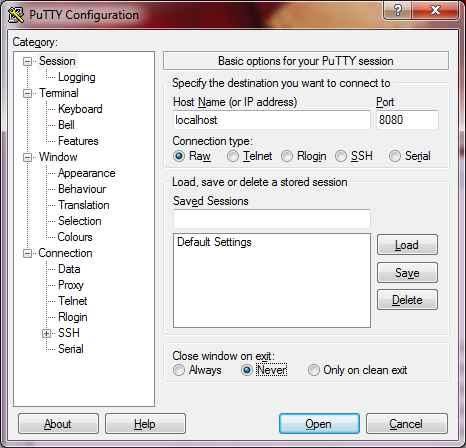 PuTTY Configuration
Category:
Session
Logging
Terminal
Keyboard
Bell
Features
Window
Appearance
Behaviour
Translation
Selection
Colours
Connection
Data
Proxy
Telnet
Rlogin
SSH
Serial
Basic options for your PuTTY session
Specify the destination you want to connect to
Host Name (or IP address) Port
localhost 8080
Connection type:
Raw Telnet Rlogin SSH Serial
Load, save or delete a stored session
Saved Sessions
Default Settings
Load
Save
Delete
Close window on exit:
Always Never Only on clean exit
About Help Open Cancel